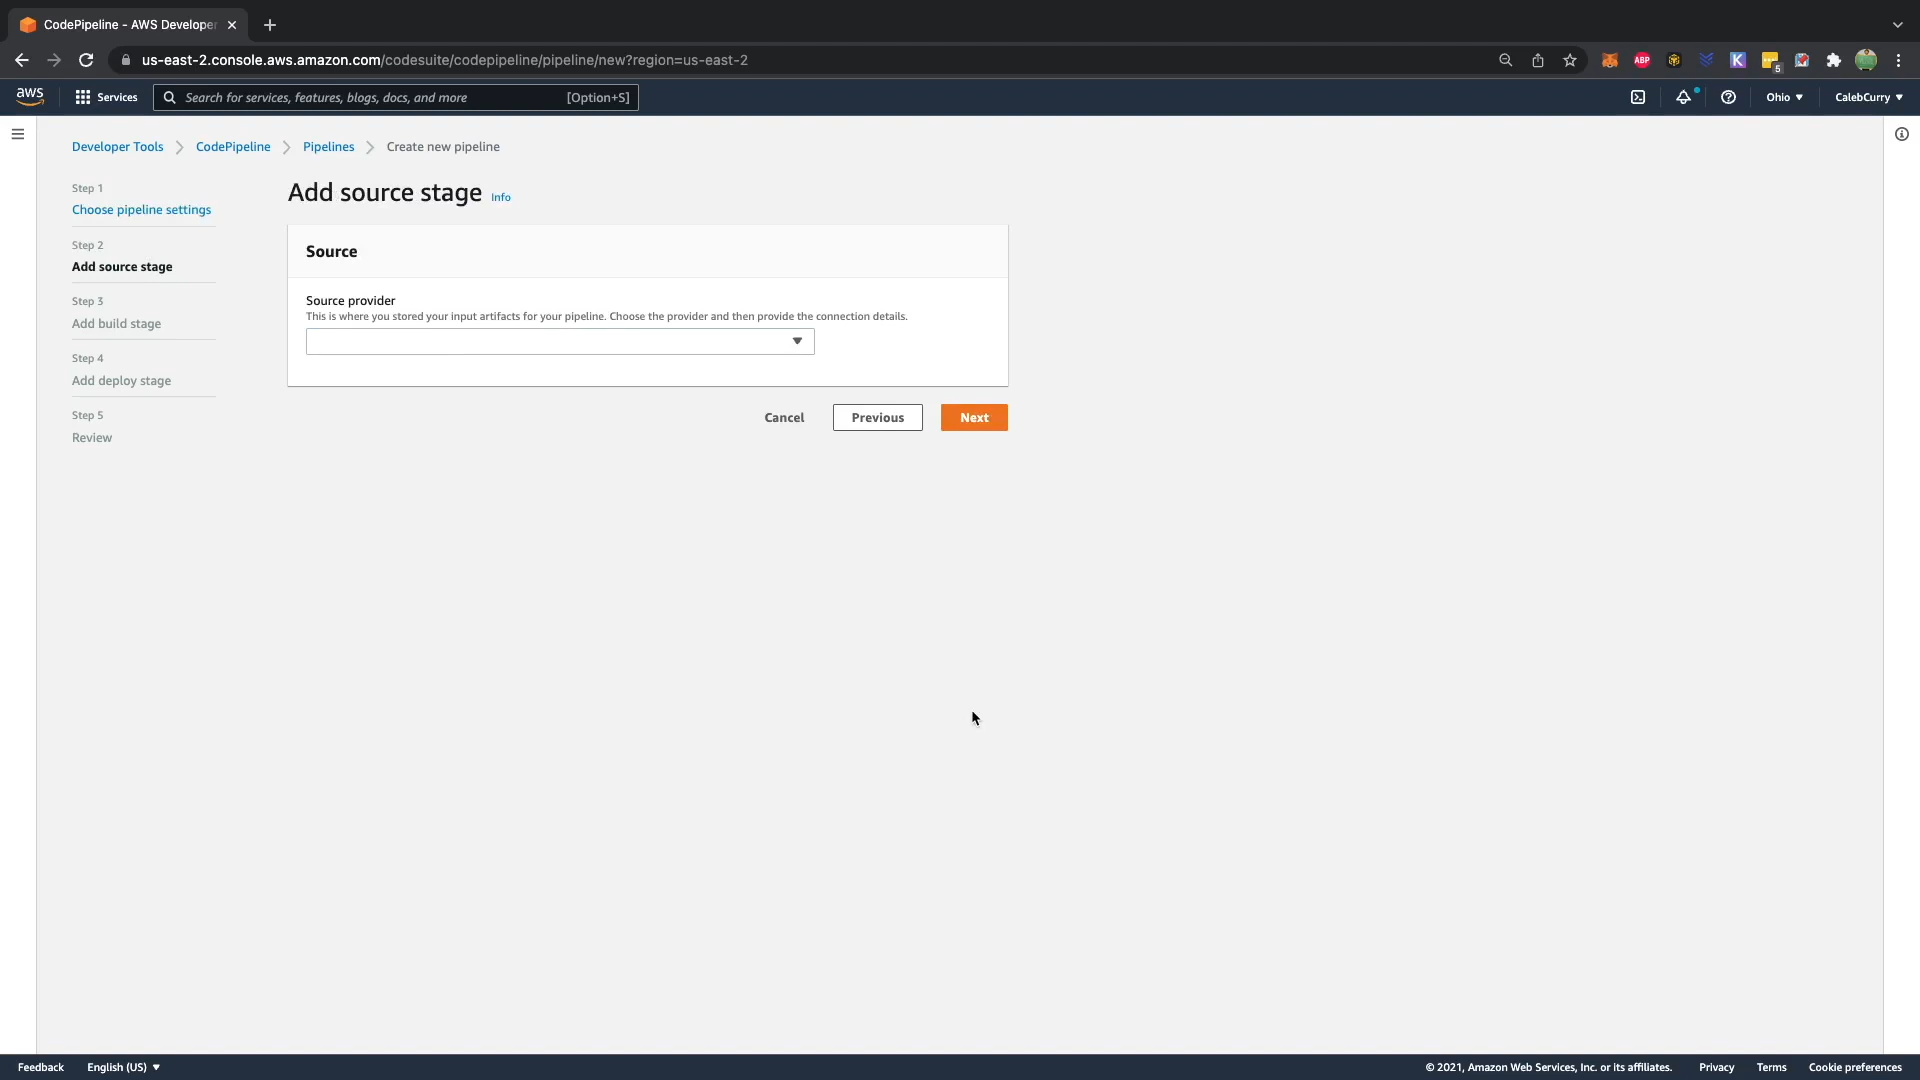 CodePipeline - AWS Develope
us-east-2.console.aws.amazon.com/codesuite/codepipeline/pipeline/new?region=us-east-2
ABP
K
5
aws
Services
Search for services, features, blogs, docs, and more
[Option+S]
Ohio
CalebCurry
Developer Tools
CodePipeline
Pipelines
Create new pipeline
Step 1
Choose pipeline settings
Step 2
Add source stage
Step 3
Add build stage
Step 4
Add deploy stage
Step 5
Review
Add source stage Info
Source
Source provider
This is where you stored your input artifacts for your pipeline. Choose the provider and then provide the connection details.
Cancel
Previous
Next
Feedback
English (US)
© 2021, Amazon Web Services, Inc. or its affiliates.
Privacy
Terms
Cookie preferences